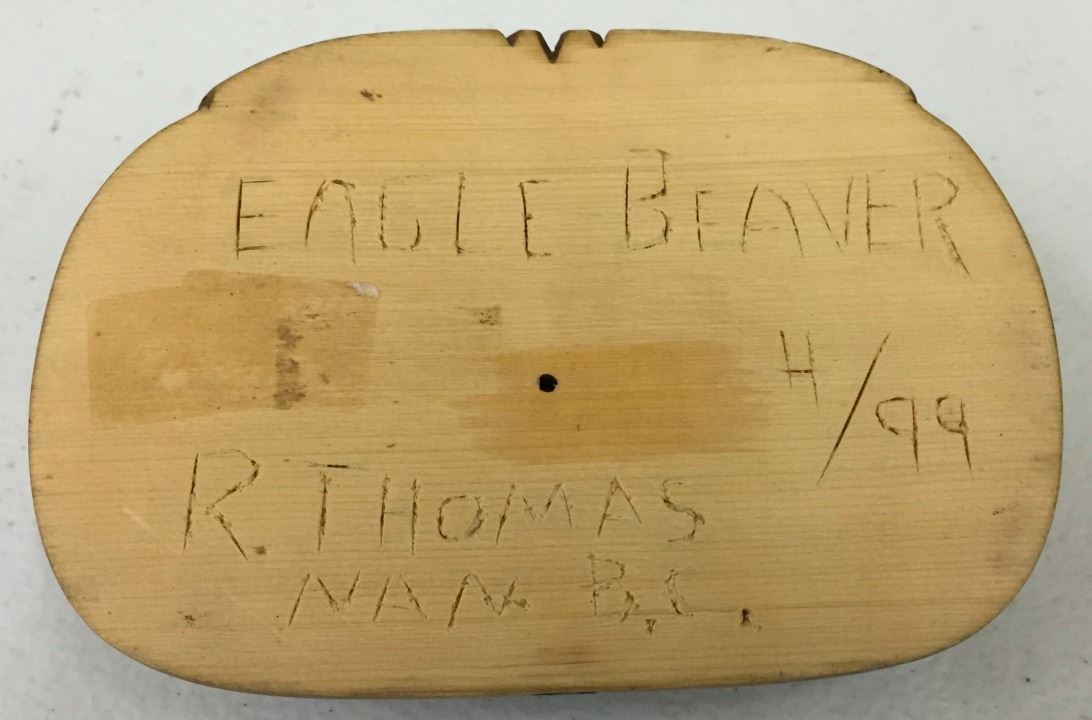 EAGLE BEAVER
4/99
R. THOMAS
NAN. B.C.